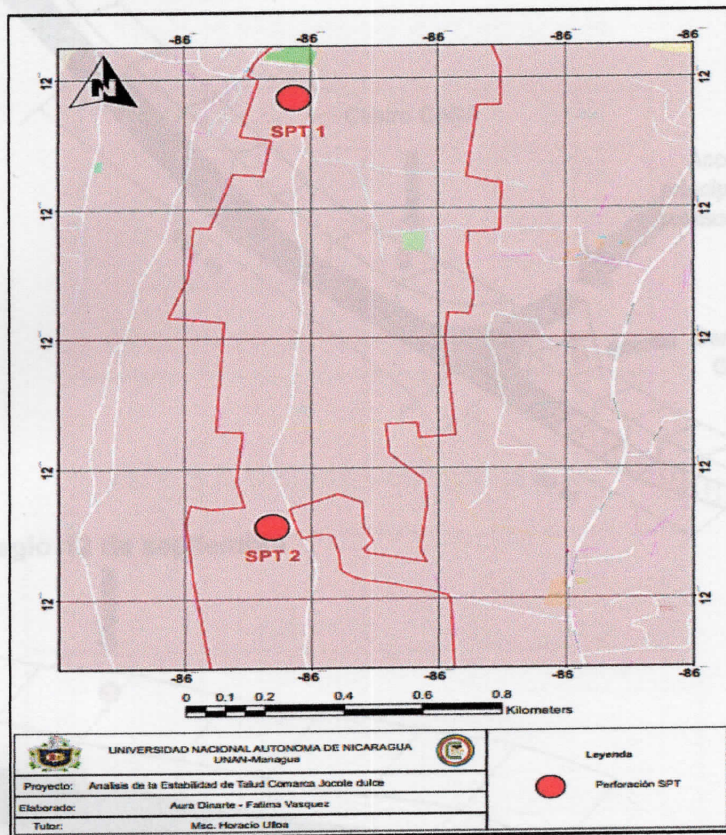 -86
-86
-86
-86
-86
12
12
N
SPT 1
12
12
12
12
12
12
SPT 2
12
12
-86
-86
-86
-86
-86
0 0.1 0.2 0.4 0.6 0.8
Kilometers
UNIVERSIDAD NACIONAL AUTONOMA DE NICARAGUA
UNAN-Managua
Proyecto: Analisis de la Estabilidad de Talud Comarca Jocote dulce
Elaborado: Aura Dinarte - Fatima Vasquez
Tutor: Msc. Horacio Ulloa
Leyenda
Perforación SPT